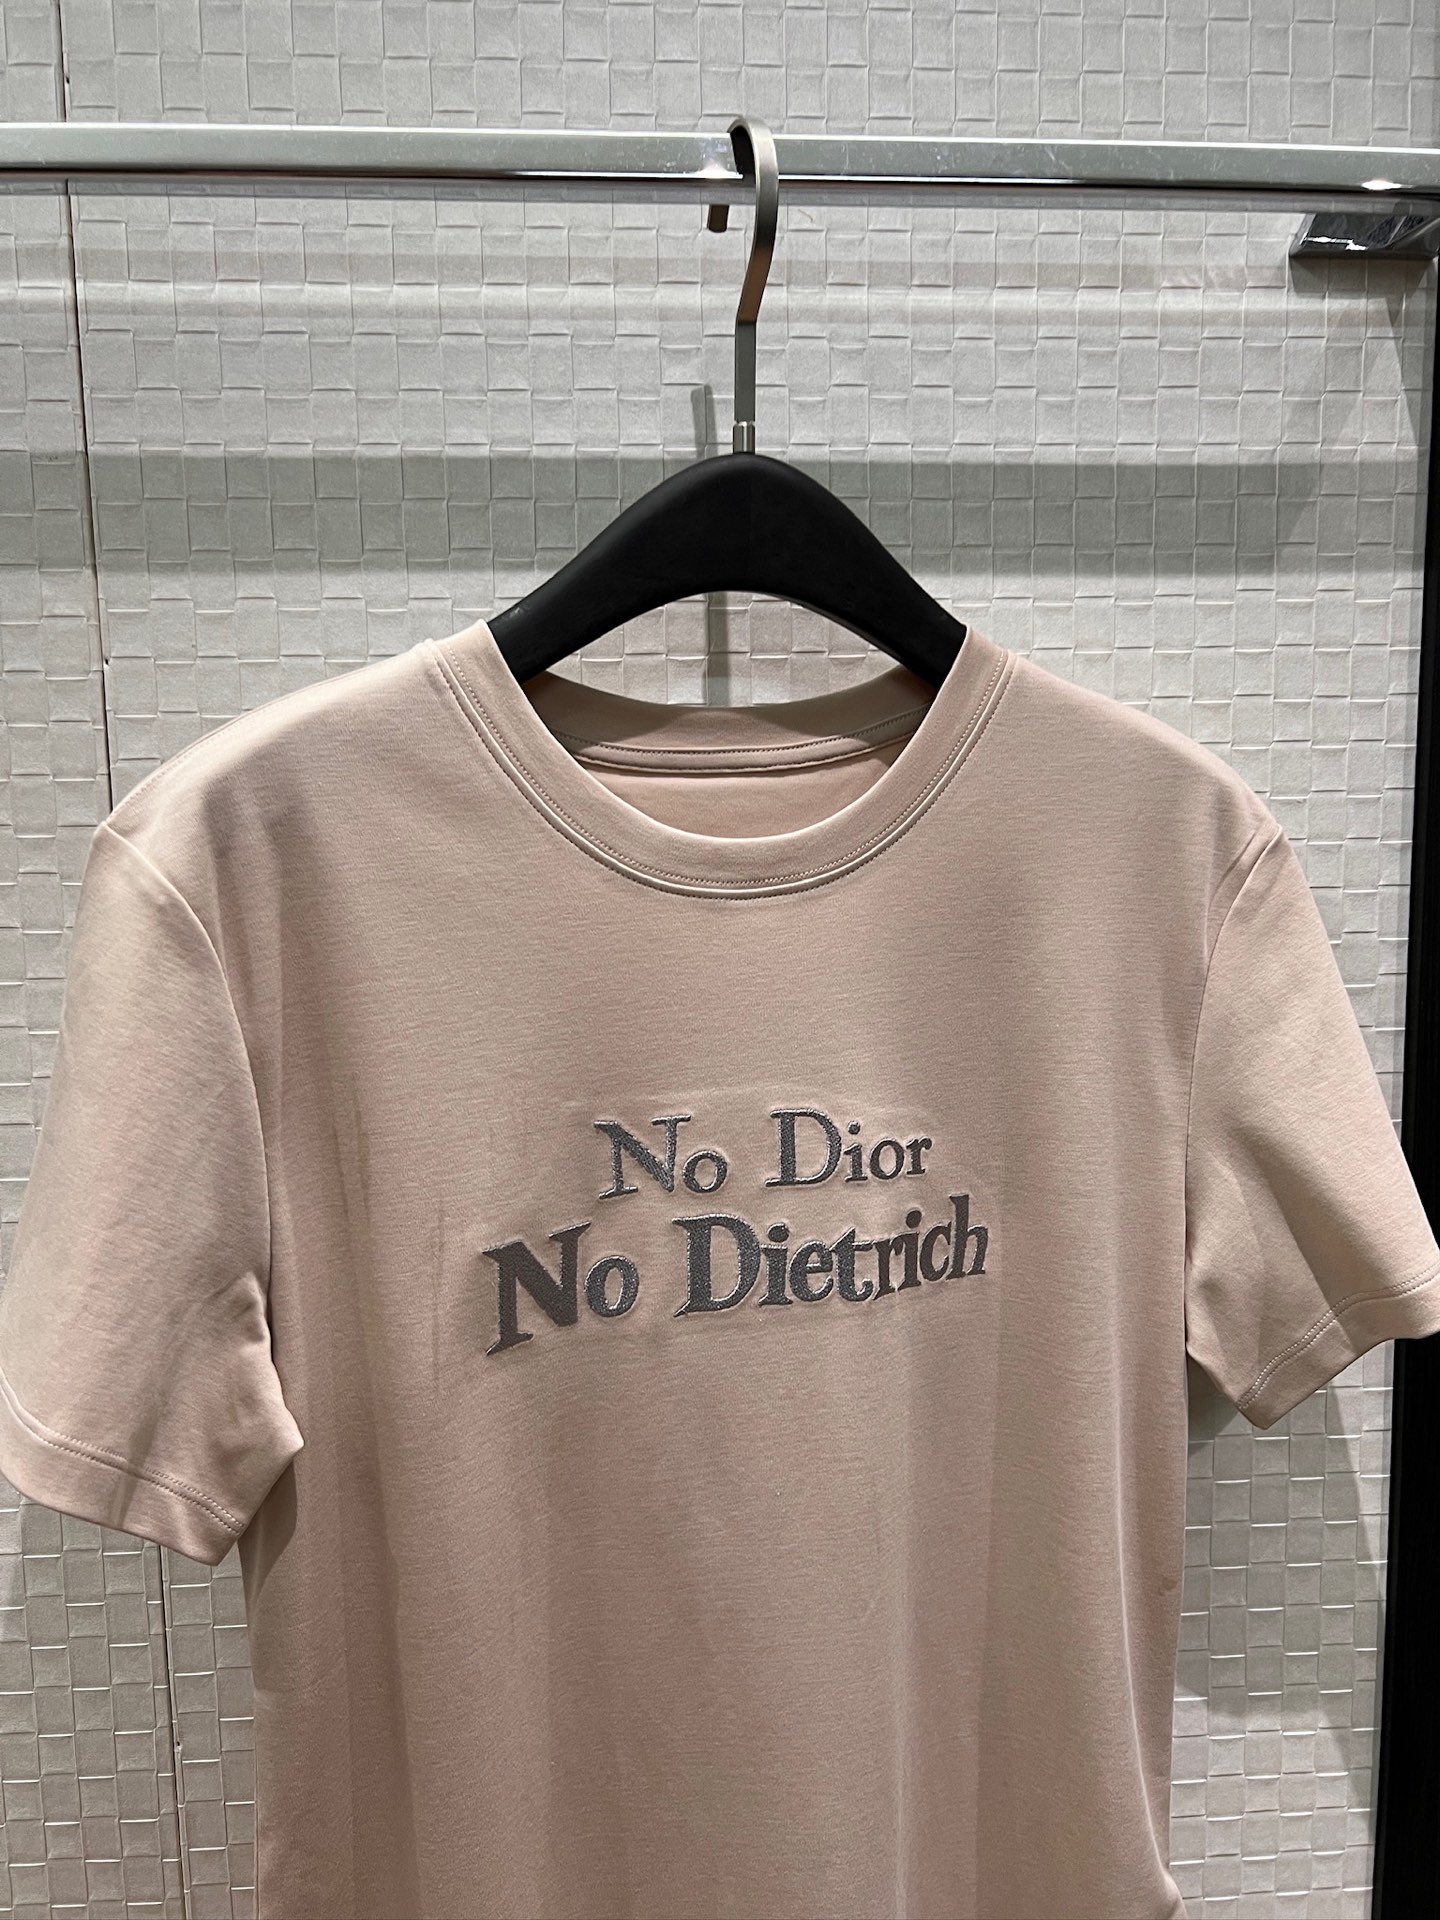 No Dior
No Dietrich